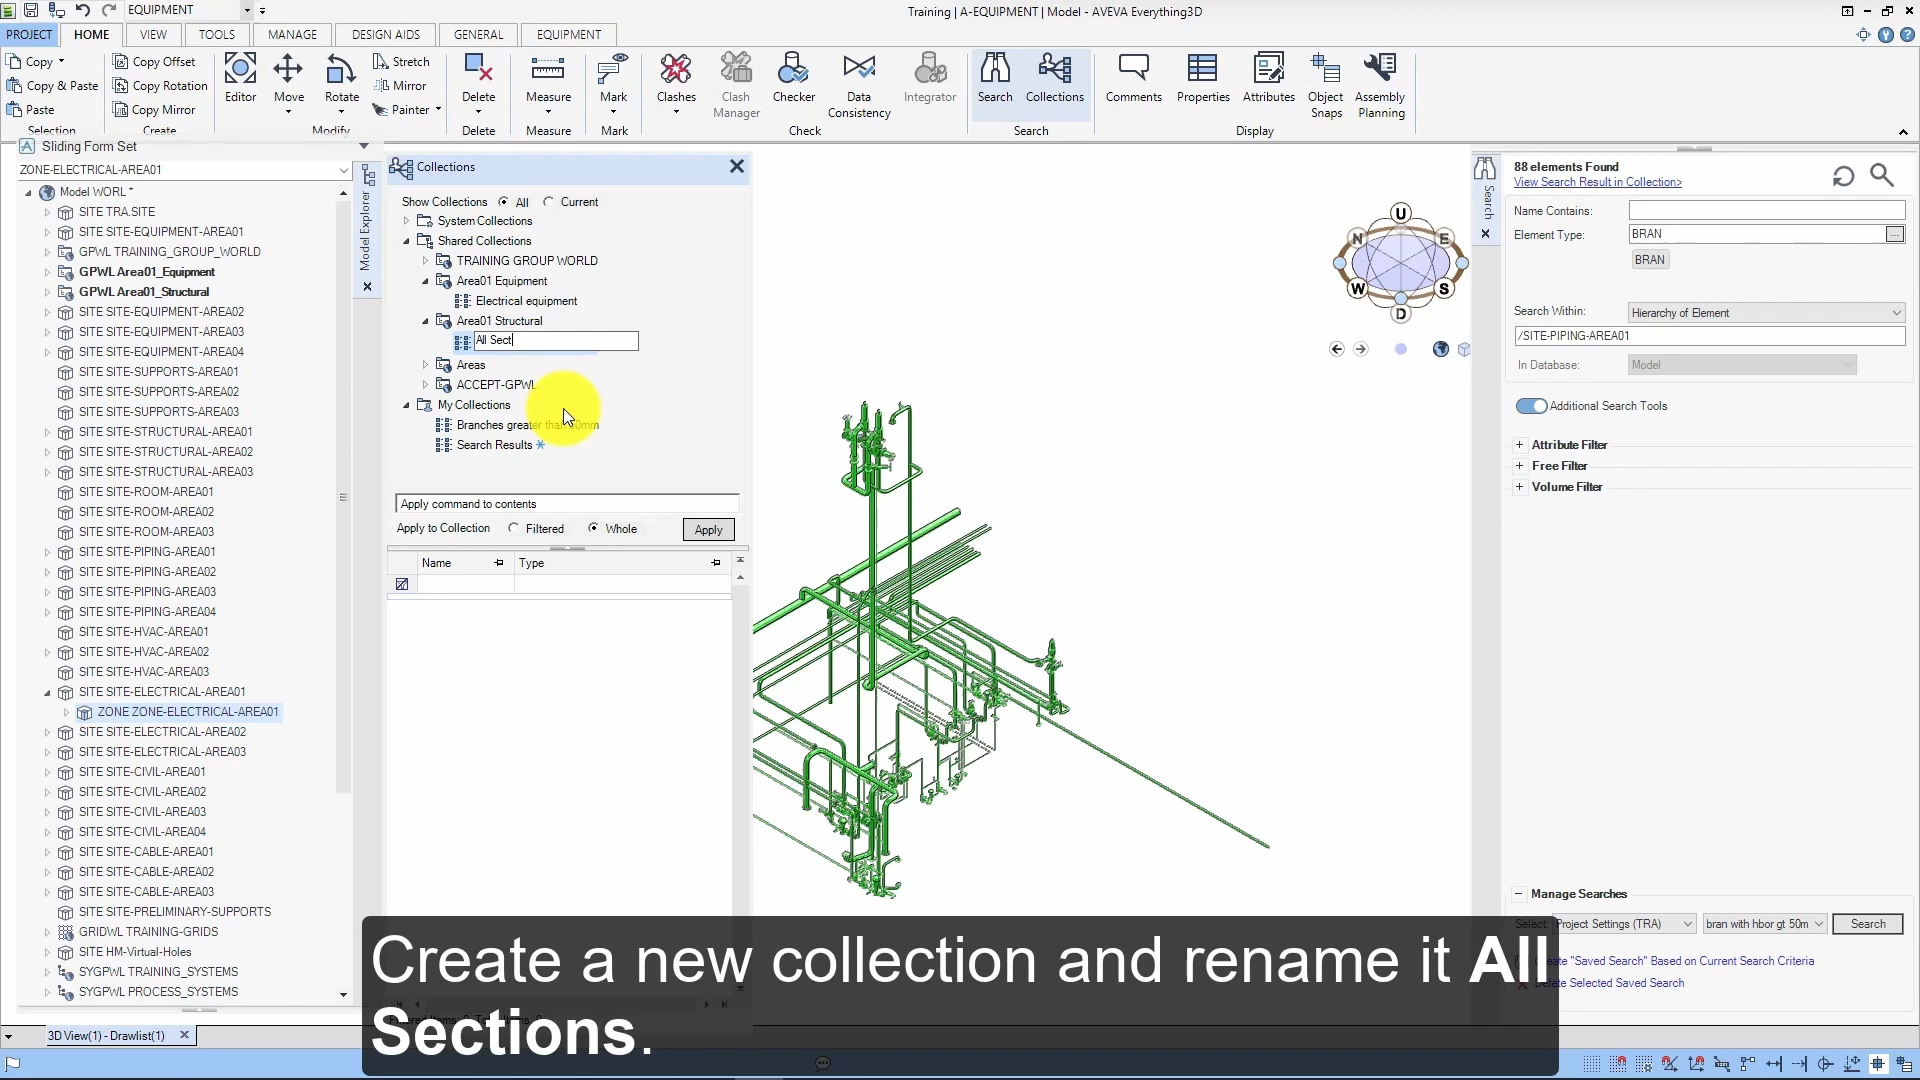 EQUIPMENT
Training | A-EQUIPMENT | Model - AVEVA Everything3D
PROJECT HOME VIEW TOOLS MANAGE DESIGN AIDS GENERAL EQUIPMENT
Copy
Copy & Paste
Paste
Selection
Copy Offset
Copy Rotation
Copy Mirror
Create
Editor
Move
Rotate
Stretch
Mirror
Painter
Modify
Delete
Delete
Measure
Measure
Mark
Mark
Clashes
Clash Manager
Checker
Data Consistency
Integrator
Check
Search
Collections
Search
Comments
Properties
Attributes
Object Snaps
Assembly Planning
Display
Sliding Form Set
ZONE-ELECTRICAL-AREA01
Model WORL *
SITE TRA.SITE
SITE SITE-EQUIPMENT-AREA01
GPWL TRAINING_GROUP_WORLD
GPWL Area01_Equipment
GPWL Area01_Structural
SITE SITE-EQUIPMENT-AREA02
SITE SITE-EQUIPMENT-AREA03
SITE SITE-EQUIPMENT-AREA04
SITE SITE-SUPPORTS-AREA01
SITE SITE-SUPPORTS-AREA02
SITE SITE-SUPPORTS-AREA03
SITE SITE-STRUCTURAL-AREA01
SITE SITE-STRUCTURAL-AREA02
SITE SITE-STRUCTURAL-AREA03
SITE SITE-ROOM-AREA01
SITE SITE-ROOM-AREA02
SITE SITE-ROOM-AREA03
SITE SITE-PIPING-AREA01
SITE SITE-PIPING-AREA02
SITE SITE-PIPING-AREA03
SITE SITE-PIPING-AREA04
SITE SITE-HVAC-AREA01
SITE SITE-HVAC-AREA02
SITE SITE-HVAC-AREA03
SITE SITE-ELECTRICAL-AREA01
ZONE ZONE-ELECTRICAL-AREA01
SITE SITE-ELECTRICAL-AREA02
SITE SITE-ELECTRICAL-AREA03
SITE SITE-CIVIL-AREA01
SITE SITE-CIVIL-AREA02
SITE SITE-CIVIL-AREA03
SITE SITE-CIVIL-AREA04
SITE SITE-CABLE-AREA01
SITE SITE-CABLE-AREA02
SITE SITE-CABLE-AREA03
SITE SITE-PRELIMINARY-SUPPORTS
GRIDWL TRAINING-GRIDS
SITE HM-Virtual-Holes
SYGPWL TRAINING_SYSTEMS
SYGPWL PROCESS_SYSTEMS
Model Explorer
Collections
Show Collections All Current
System Collections
Shared Collections
TRAINING GROUP WORLD
Area01 Equipment
Electrical equipment
Area01 Structural
All Sect
Areas
ACCEPT-GPWL
My Collections
Branches greater than 50mm
Search Results
Apply command to contents
Apply to Collection Filtered Whole Apply
Name Type
U
N E
W S
D
Search
88 elements Found
View Search Result in Collection>
Name Contains:
Element Type: BRAN ...
BRAN
Search Within: Hierarchy of Element
/SITE-PIPING-AREA01
In Database: Model
Additional Search Tools
Attribute Filter
Free Filter
Volume Filter
Manage Searches
Select: Project Settings (TRA) bran with hbor gt 50m Search
"Saved Search" Based on Current Search Criteria
Delete Selected Saved Search
Create a new collection and rename it All
Sections.
3D View(1) - Drawlist(1)